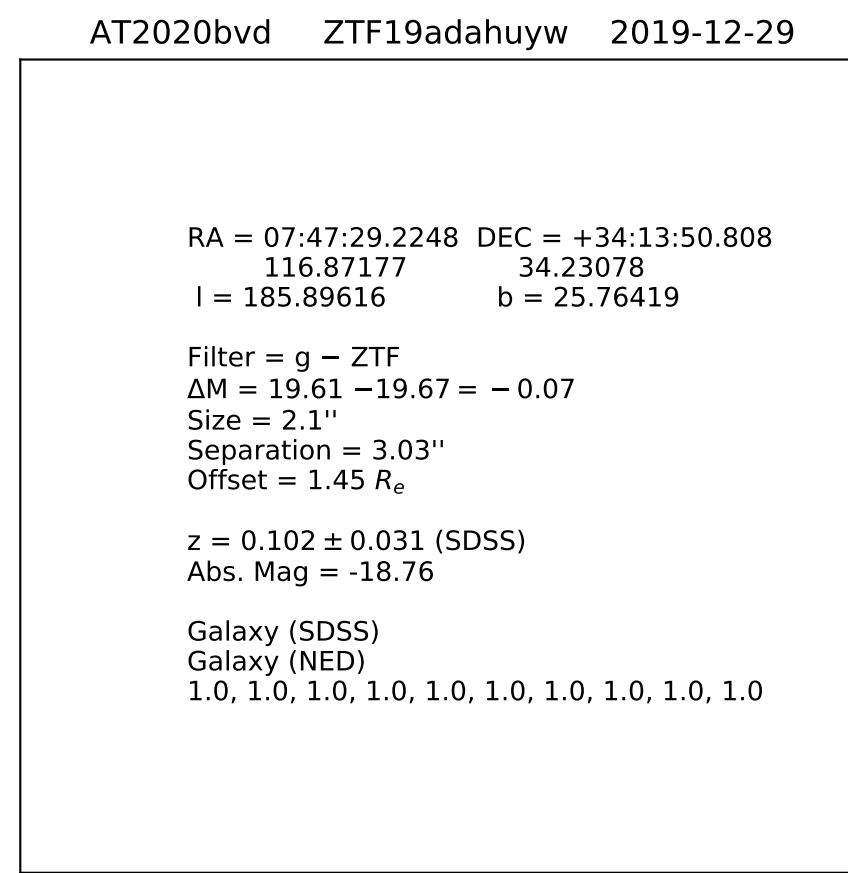 AT2020bvd ZTF19adahuyw 2019-12-29
RA = 07:47:29.2248 DEC = +34:13:50.808
116.87177 34.23078
l = 185.89616 b = 25.76419
Filter = g − ZTF
ΔM = 19.61 −19.67 = −0.07
Size = 2.1''
Separation = 3.03''
Offset = 1.45 Re
z = 0.102 ± 0.031 (SDSS)
Abs. Mag = -18.76
Galaxy (SDSS)
Galaxy (NED)
1.0, 1.0, 1.0, 1.0, 1.0, 1.0, 1.0, 1.0, 1.0, 1.0